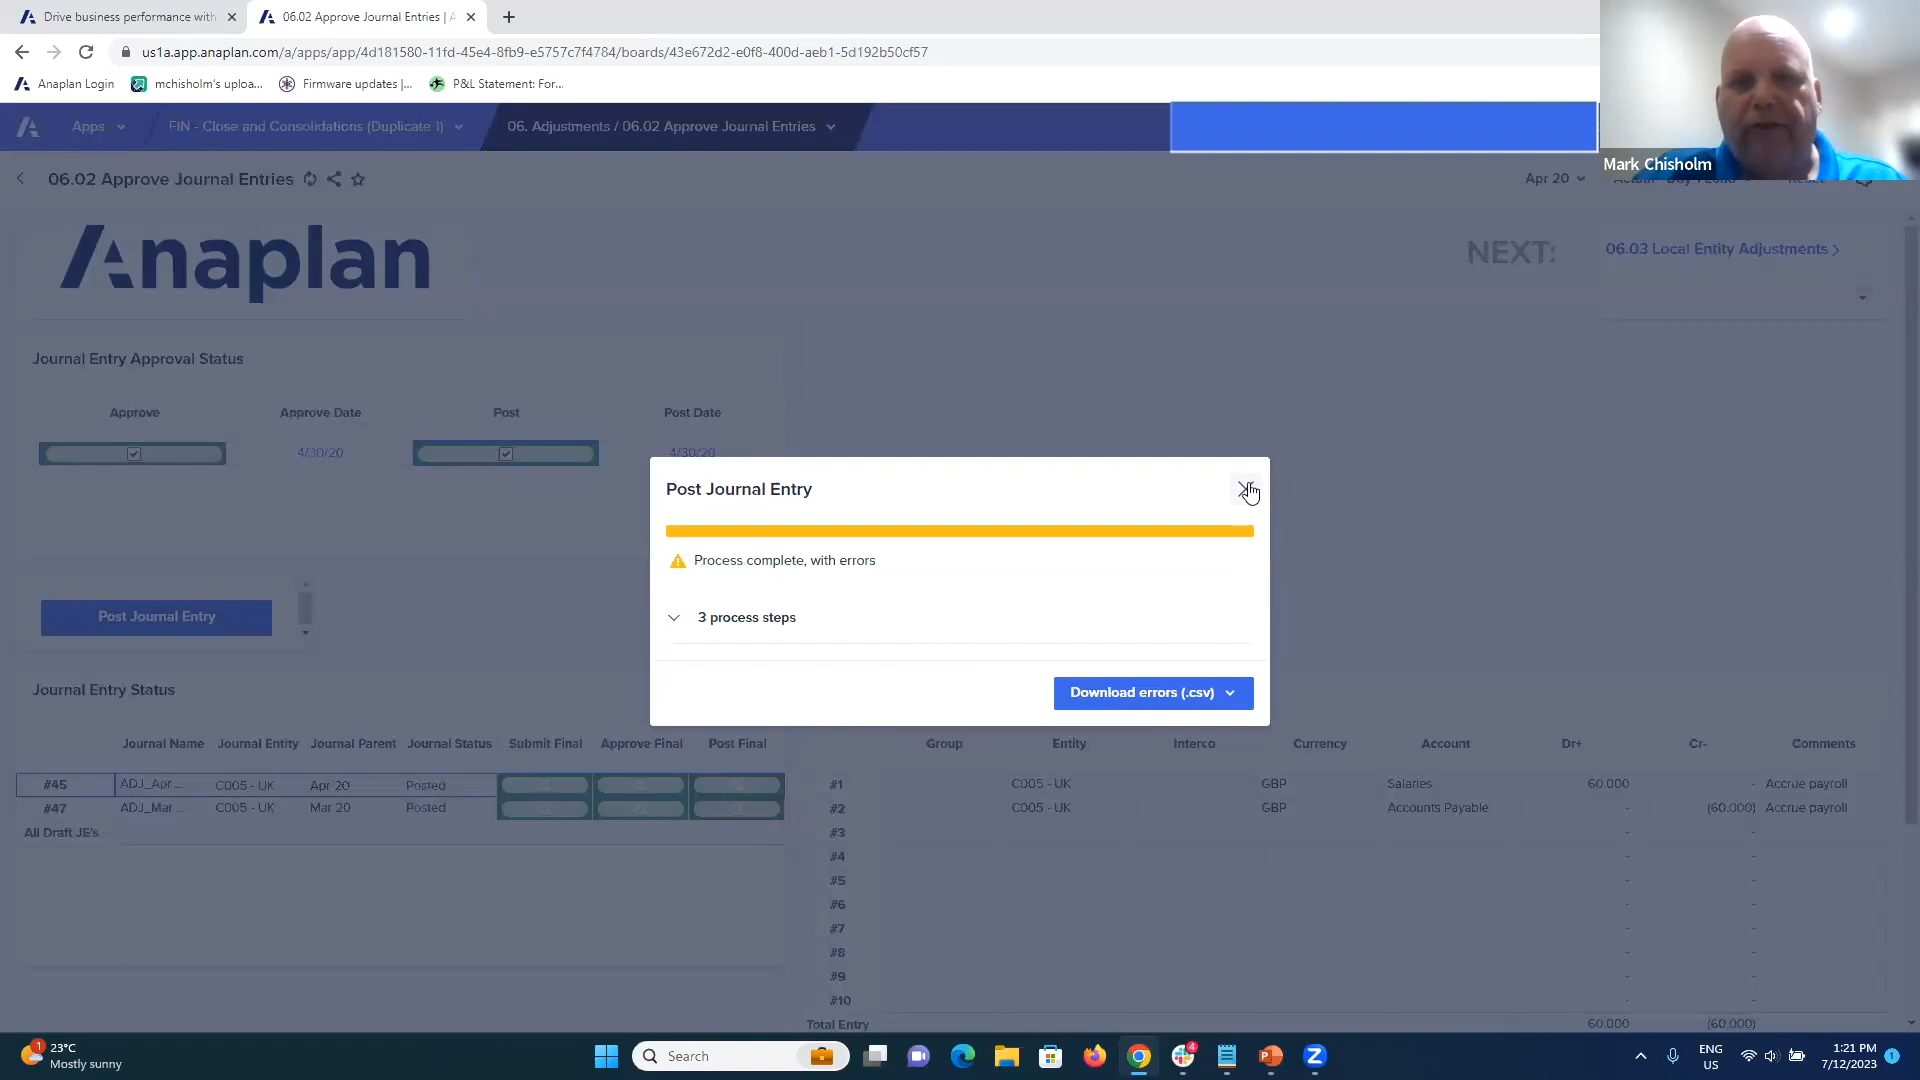 Drive business performance with
06.02 Approve Journal Entries | A
us1a.app.anaplan.com/a/apps/app/4d181580-11fd-45e4-8fb9-e5757c7f4784/boards/43e672d2-e0f8-400d-aeb1-5d192b50cf57
Anaplan Login mchisholm's uploa... Firmware updates |... P&L Statement: For...
Apps FIN - Close and Consolidations (Duplicate 1) 06. Adjustments / 06.02 Approve Journal Entries
Mark Chisholm
06.02 Approve Journal Entries Apr 20
Anaplan
NEXT: 06.03 Local Entity Adjustments
Journal Entry Approval Status
Approve Approve Date Post Post Date
4/30/20 4/30/20
Post Journal Entry
Process complete, with errors
3 process steps
Download errors (.csv)
Post Journal Entry
Journal Entry Status
Journal Name Journal Entity Journal Parent Journal Status Submit Final Approve Final Post Final
#45 ADJ_Apr ... C005 - UK Apr 20 Posted
#47 ADJ_Mar ... C005 - UK Mar 20 Posted
All Draft JE's
Group Entity Interco Currency Account Dr+ Cr- Comments
#1 C005 - UK GBP Salaries 60.000 - Accrue payroll
#2 C005 - UK GBP Accounts Payable - (60.000) Accrue payroll
#3 - -
#4 - -
#5 - -
#6 - -
#7 - -
#8 - -
#9 - -
#10 - -
Total Entry 60.000 (60.000)
1
23°C
Mostly sunny
Search
4
ENG
US
1:21 PM
7/12/2023
1